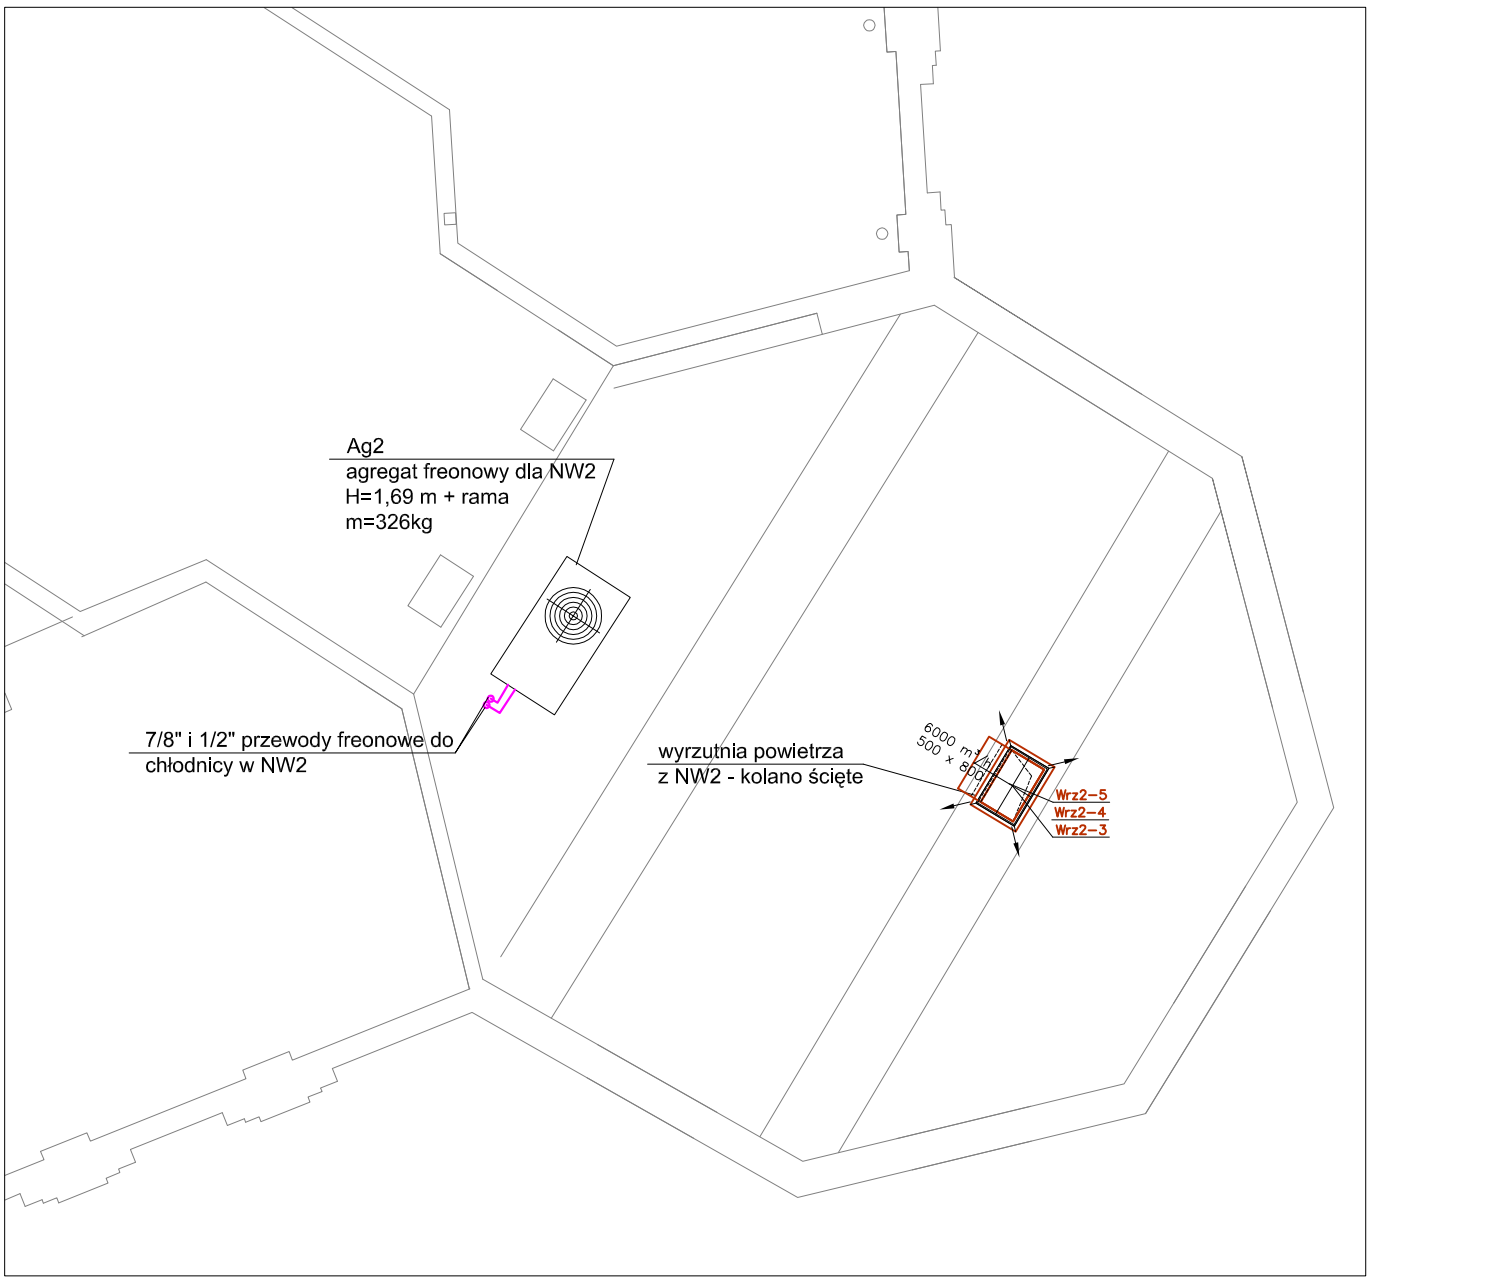 Ag2
agregat freonowy dla NW2
H=1,69 m + rama
m=326kg
7/8" i 1/2" przewody freonowe do
chłodnicy w NW2
wyrzutnia powietrza
z NW2 - kolano ścięte
6000 m³/h
500 x 800
Wrz2-5
Wrz2-4
Wrz2-3